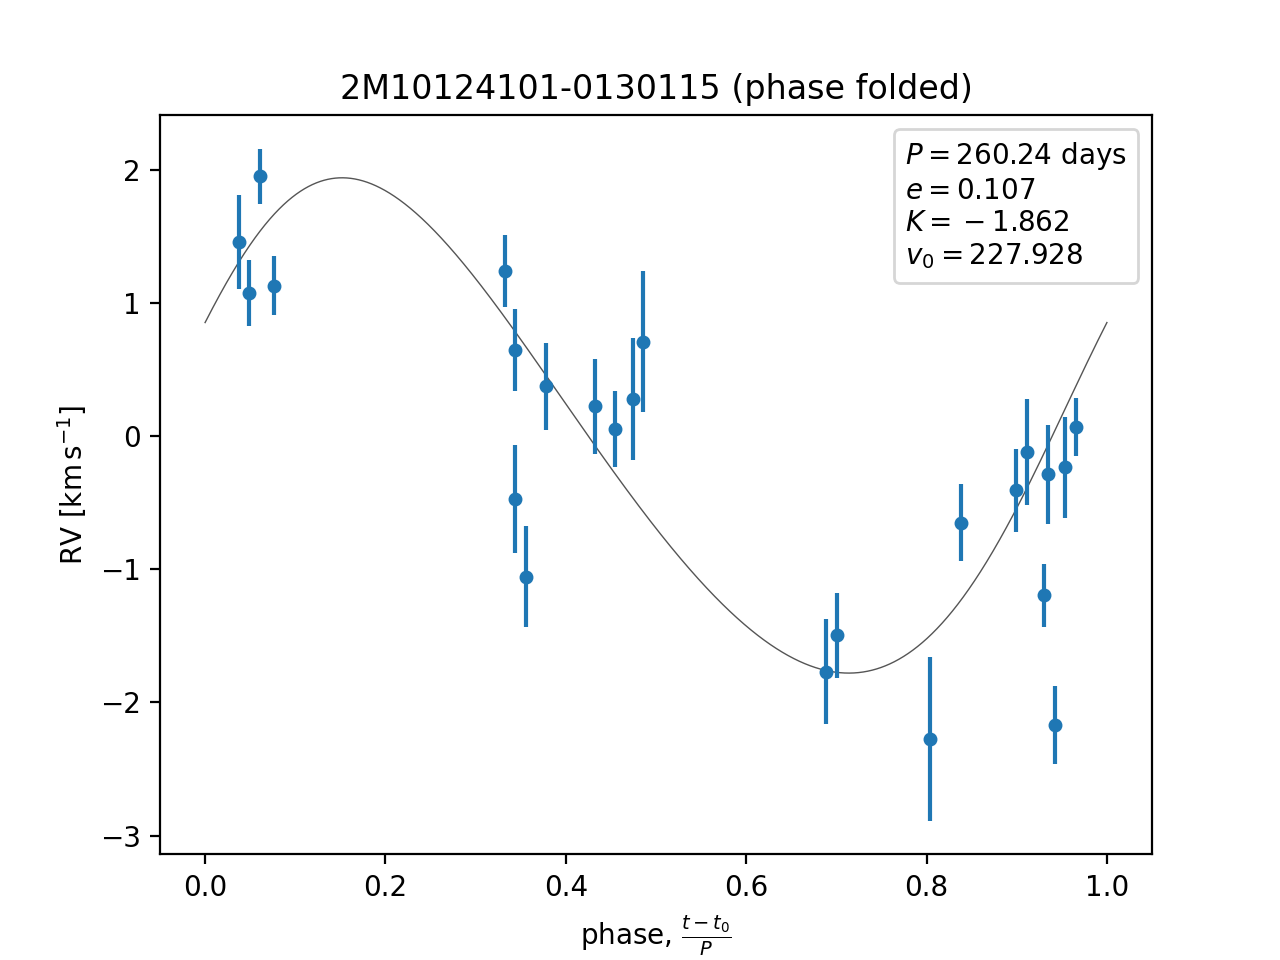 2M10124101-0130115 (phase folded)
P = 260.24 days
e = 0.107
K = −1.862
v₀ = 227.928
RV [km s⁻¹]
2
1
0
−1
−2
−3
0.0 0.2 0.4 0.6 0.8 1.0
phase, (t − t₀)/P